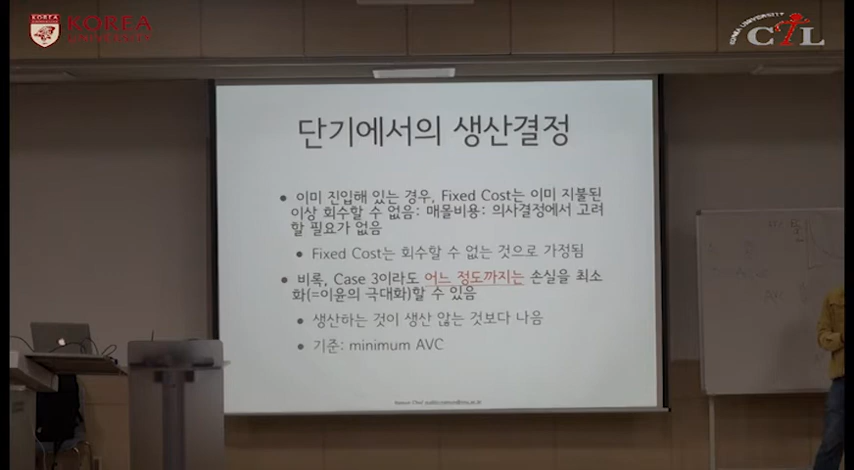 KOREA
KOREA UNIVERSITY
CTL
단기에서의 생산결정
• 이미 진입해 있는 경우, Fixed Cost는 이미 지불된
이상 회수할 수 없음: 매몰비용: 의사결정에서 고려
할 필요가 없음
• Fixed Cost는 회수할 수 없는 것으로 가정됨
• 비록, Case 3이라도 어느 정도까지는 손실을 최소
화(=이윤의 극대화)할 수 있음
• 생산하는 것이 생산 않는 것보다 나음
• 기준: minimum AVC